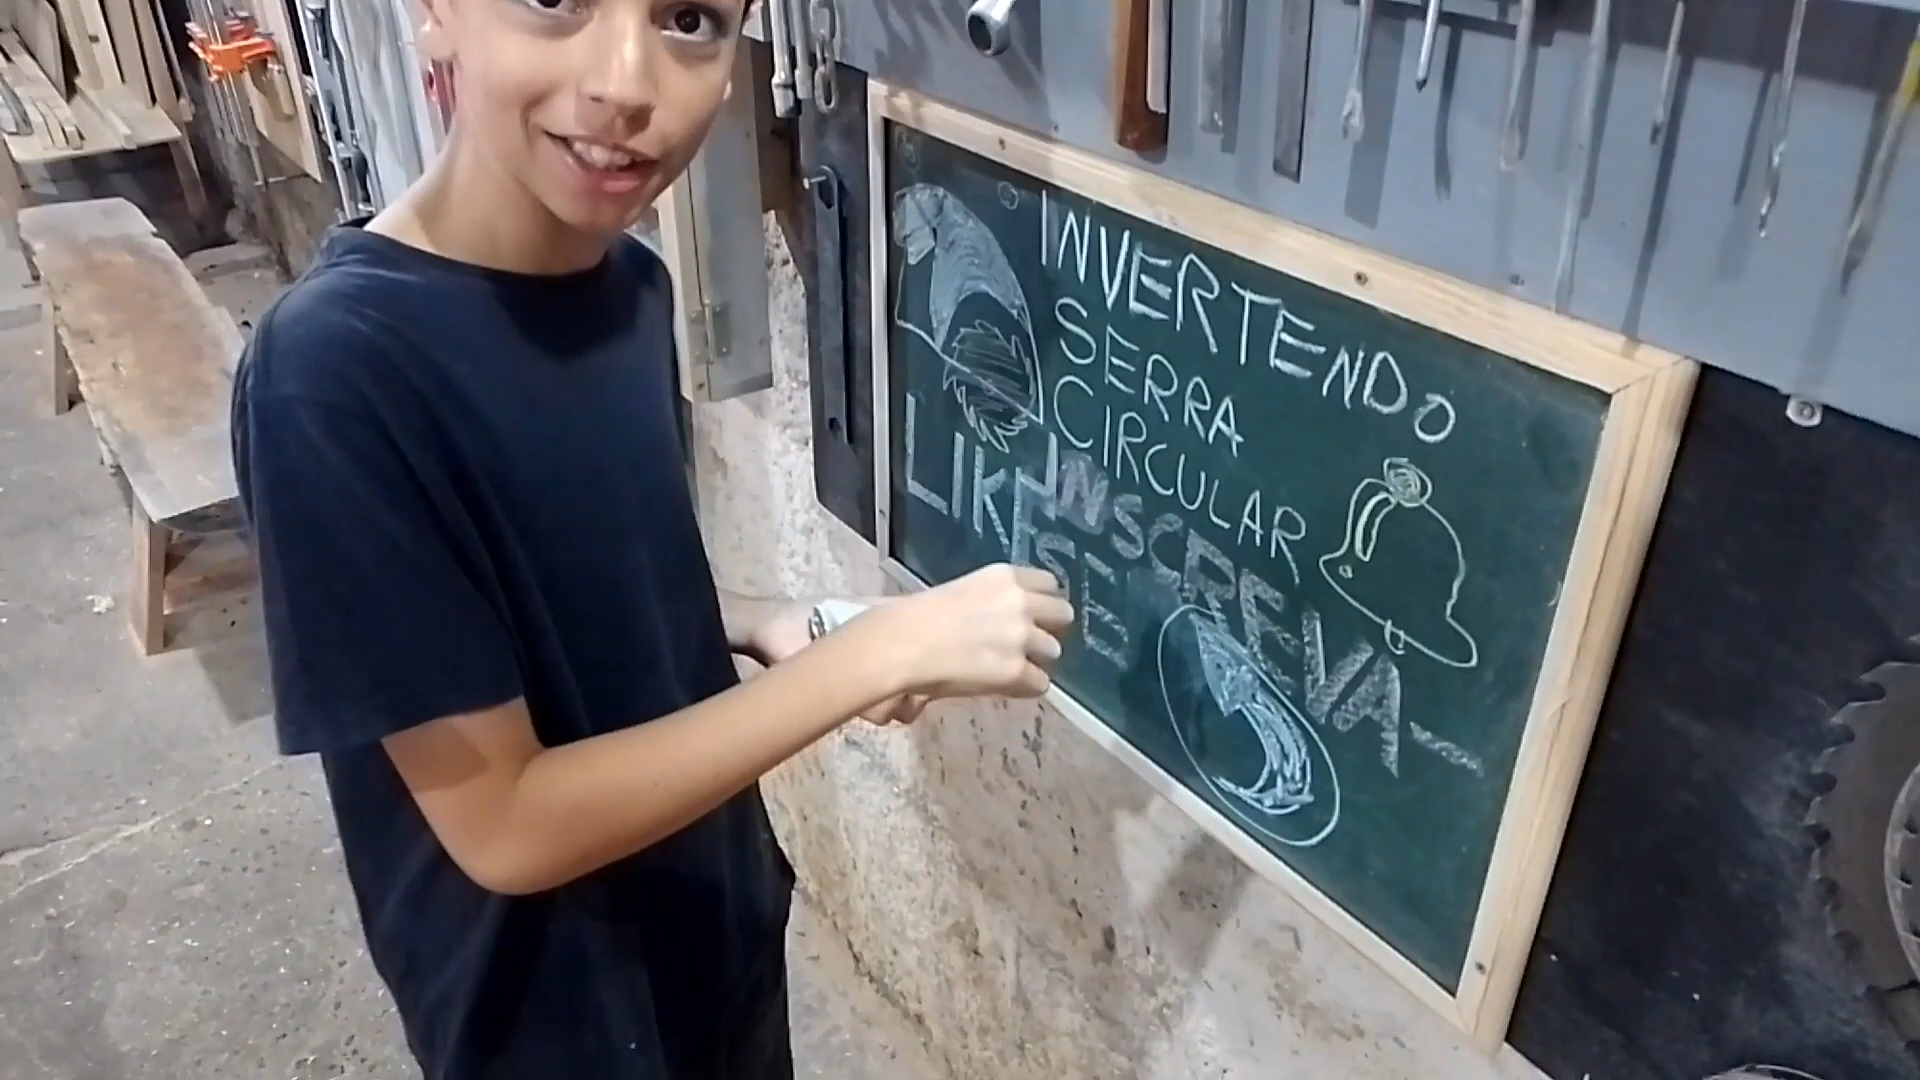 INVERTENDO
SERRA
CIRCULAR
LIKE
INSCREVA-
SE